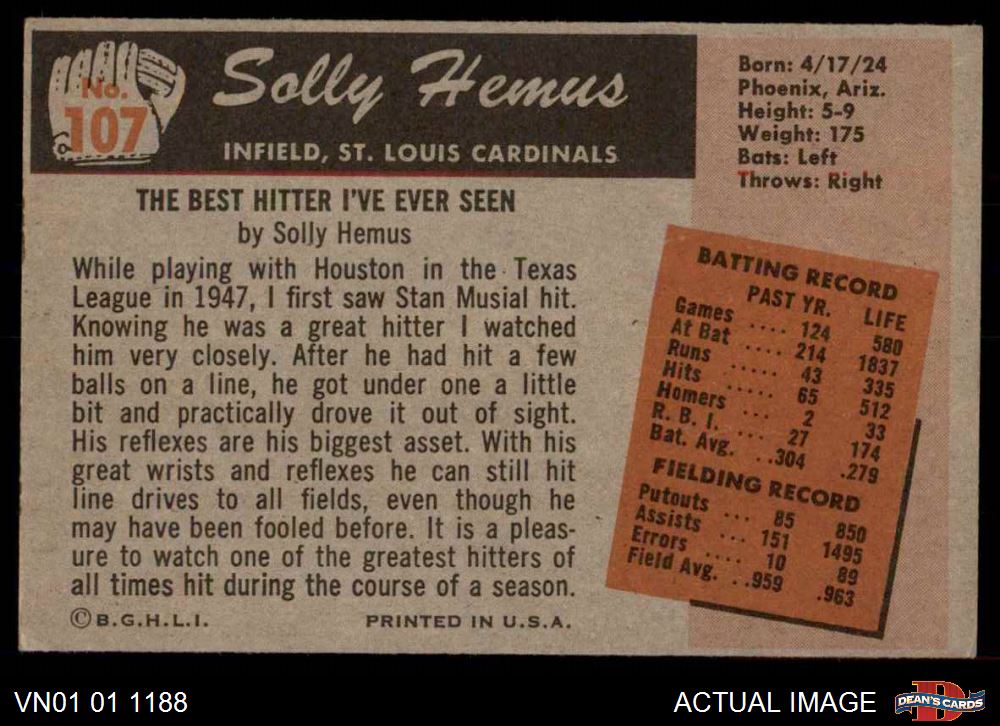 No.
107
Solly Hemus
INFIELD, ST. LOUIS CARDINALS
Born: 4/17/24
Phoenix, Ariz.
Height: 5-9
Weight: 175
Bats: Left
Throws: Right
THE BEST HITTER I'VE EVER SEEN
by Solly Hemus
While playing with Houston in the Texas
League in 1947, I first saw Stan Musial hit.
Knowing he was a great hitter I watched
him very closely. After he had hit a few
balls on a line, he got under one a little
bit and practically drove it out of sight.
His reflexes are his biggest asset. With his
great wrists and reflexes he can still hit
line drives to all fields, even though he
may have been fooled before. It is a pleas-
ure to watch one of the greatest hitters of
all times hit during the course of a season.
©B.G.H.L.I. PRINTED IN U.S.A.
BATTING RECORD
PAST YR. LIFE
Games .... 124 580
At Bat .... 214 1837
Runs ..... 43 335
Hits ..... 65 512
Homers ... 2 33
R. B. I. .... 27 174
Bat. Avg. ..304 .279
FIELDING RECORD
Putouts ... 85 850
Assists ... 151 1495
Errors .... 10 89
Field Avg. ..959 .963
VN01 01 1188
ACTUAL IMAGE
D
DEAN'S CARDS